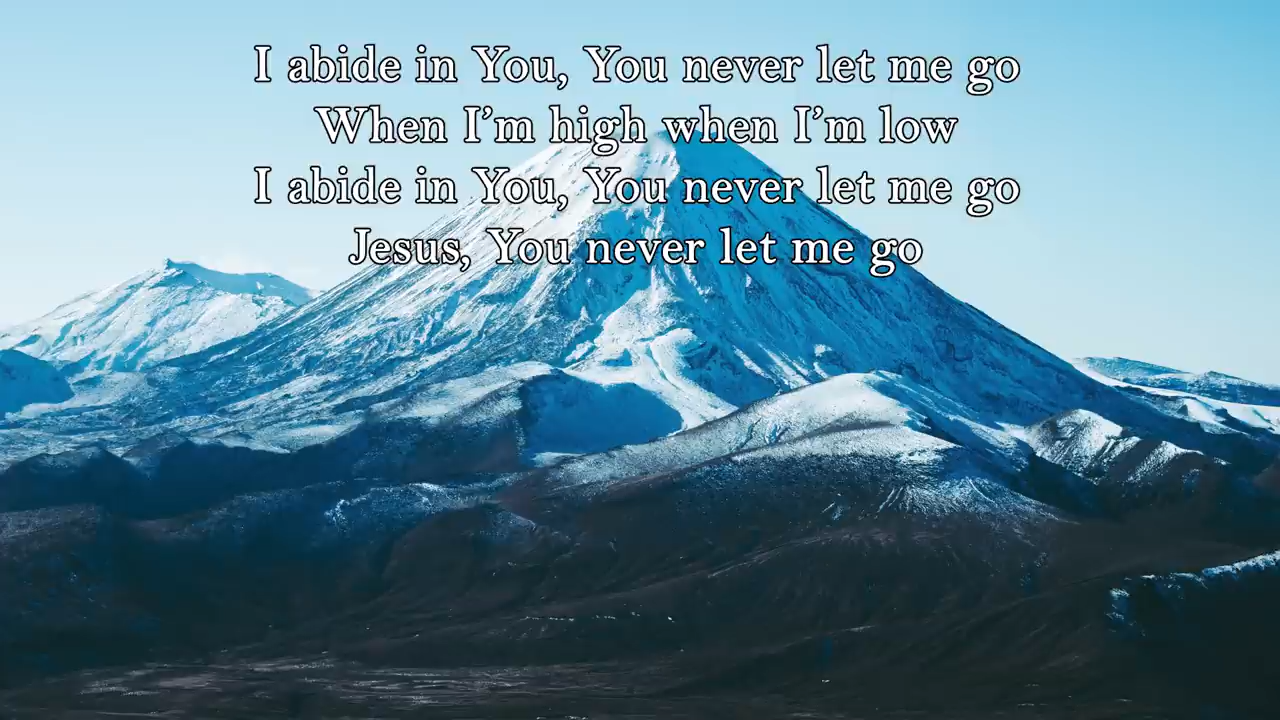 I abide in You, You never let me go
When I’m high when I’m low
I abide in You, You never let me go
Jesus, You never let me go